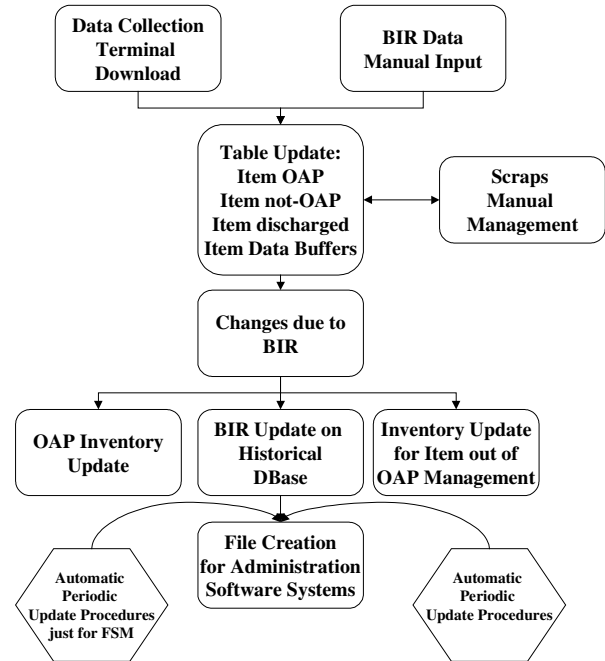 Data Collection
Terminal
Download
BIR Data
Manual Input
Table Update:
Item OAP
Item not-OAP
Item discharged
Item Data Buffers
Scraps
Manual
Management
Changes due to
BIR
OAP Inventory
Update
BIR Update on
Historical
DBase
Inventory Update
for Item out of
OAP Management
File Creation
for Administration
Software Systems
Automatic
Periodic
Update Procedures
just for FSM
Automatic
Periodic
Update Procedures